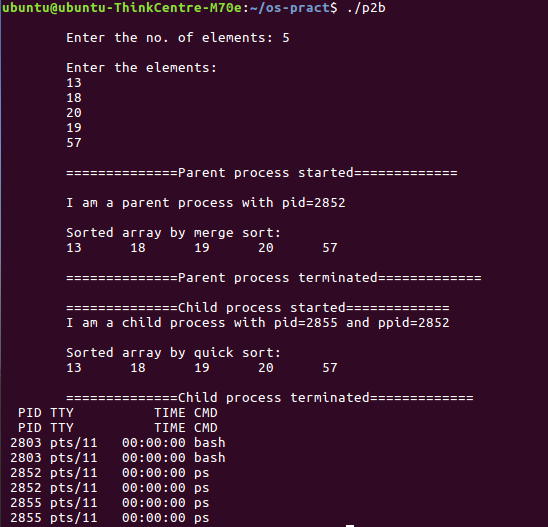 ubuntu@ubuntu-ThinkCentre-M70e:~/os-pract$ ./p2b
Enter the no. of elements: 5
Enter the elements:
13
18
20
19
57
==============Parent process started=============
I am a parent process with pid=2852
Sorted array by merge sort:
13 18 19 20 57
==============Parent process terminated=============
==============Child process started=============
I am a child process with pid=2855 and ppid=2852
Sorted array by quick sort:
13 18 19 20 57
==============Child process terminated=============
PID TTY TIME CMD
PID TTY TIME CMD
2803 pts/11 00:00:00 bash
2803 pts/11 00:00:00 bash
2852 pts/11 00:00:00 ps
2852 pts/11 00:00:00 ps
2855 pts/11 00:00:00 ps
2855 pts/11 00:00:00 ps